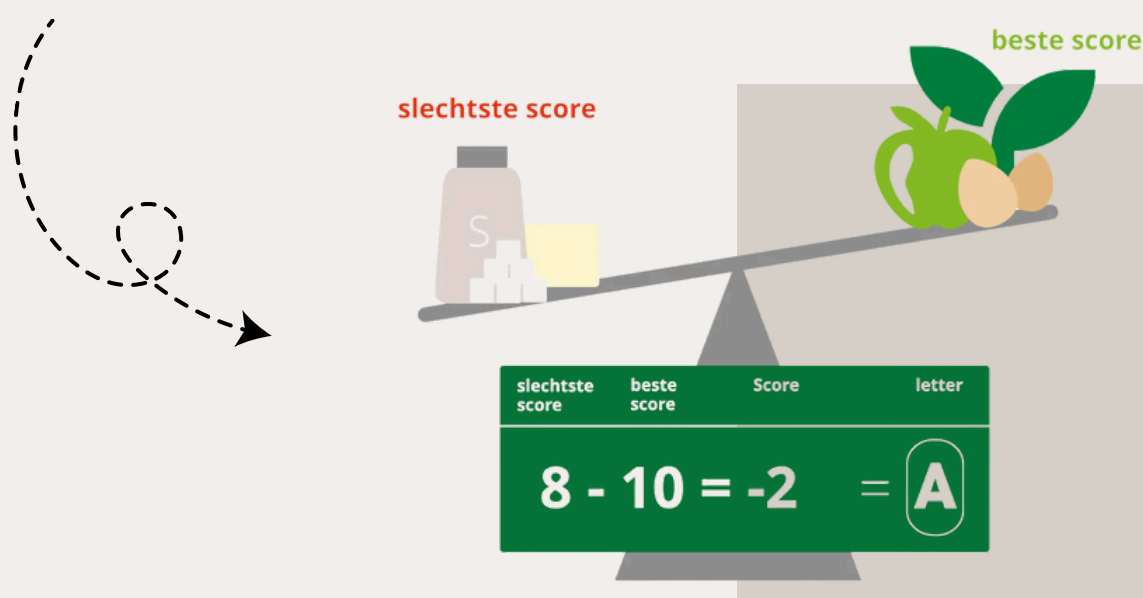 beste score
slechtste score
S
slechtste score
beste score
Score
letter
8 - 10 = -2 = A